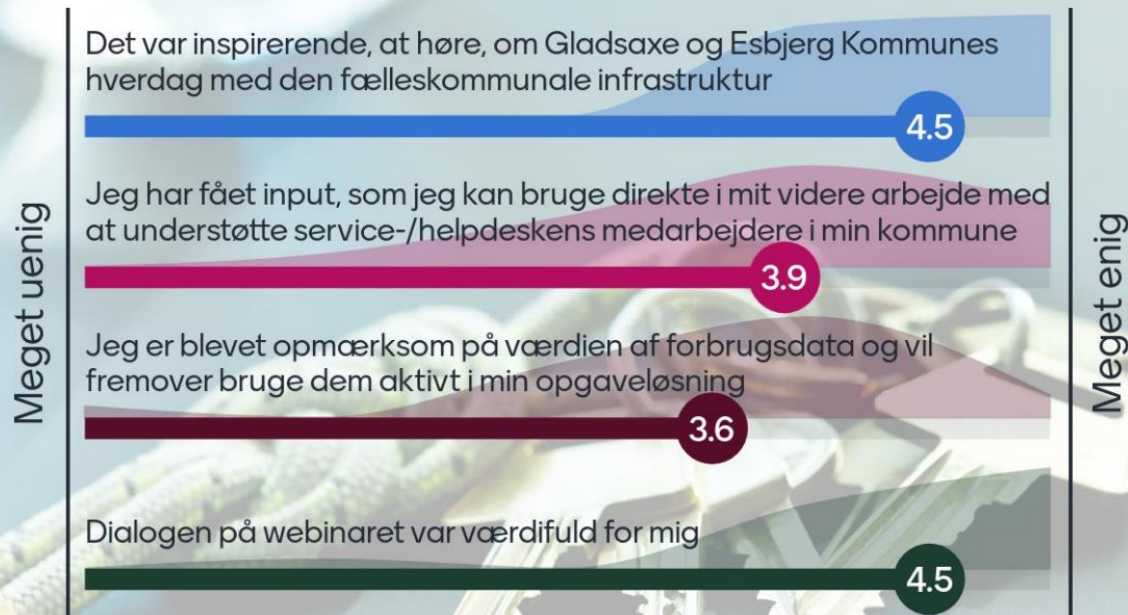 Det var inspirerende, at høre, om Gladsaxe og Esbjerg Kommunes
hverdag med den fælleskommunale infrastruktur
4.5
Jeg har fået input, som jeg kan bruge direkte i mit videre arbejde med
at understøtte service-/helpdeskens medarbejdere i min kommune
3.9
Jeg er blevet opmærksom på værdien af forbrugsdata og vil
fremover bruge dem aktivt i min opgaveløsning
3.6
Dialogen på webinaret var værdifuld for mig
4.5
Meget uenig
Meget enig